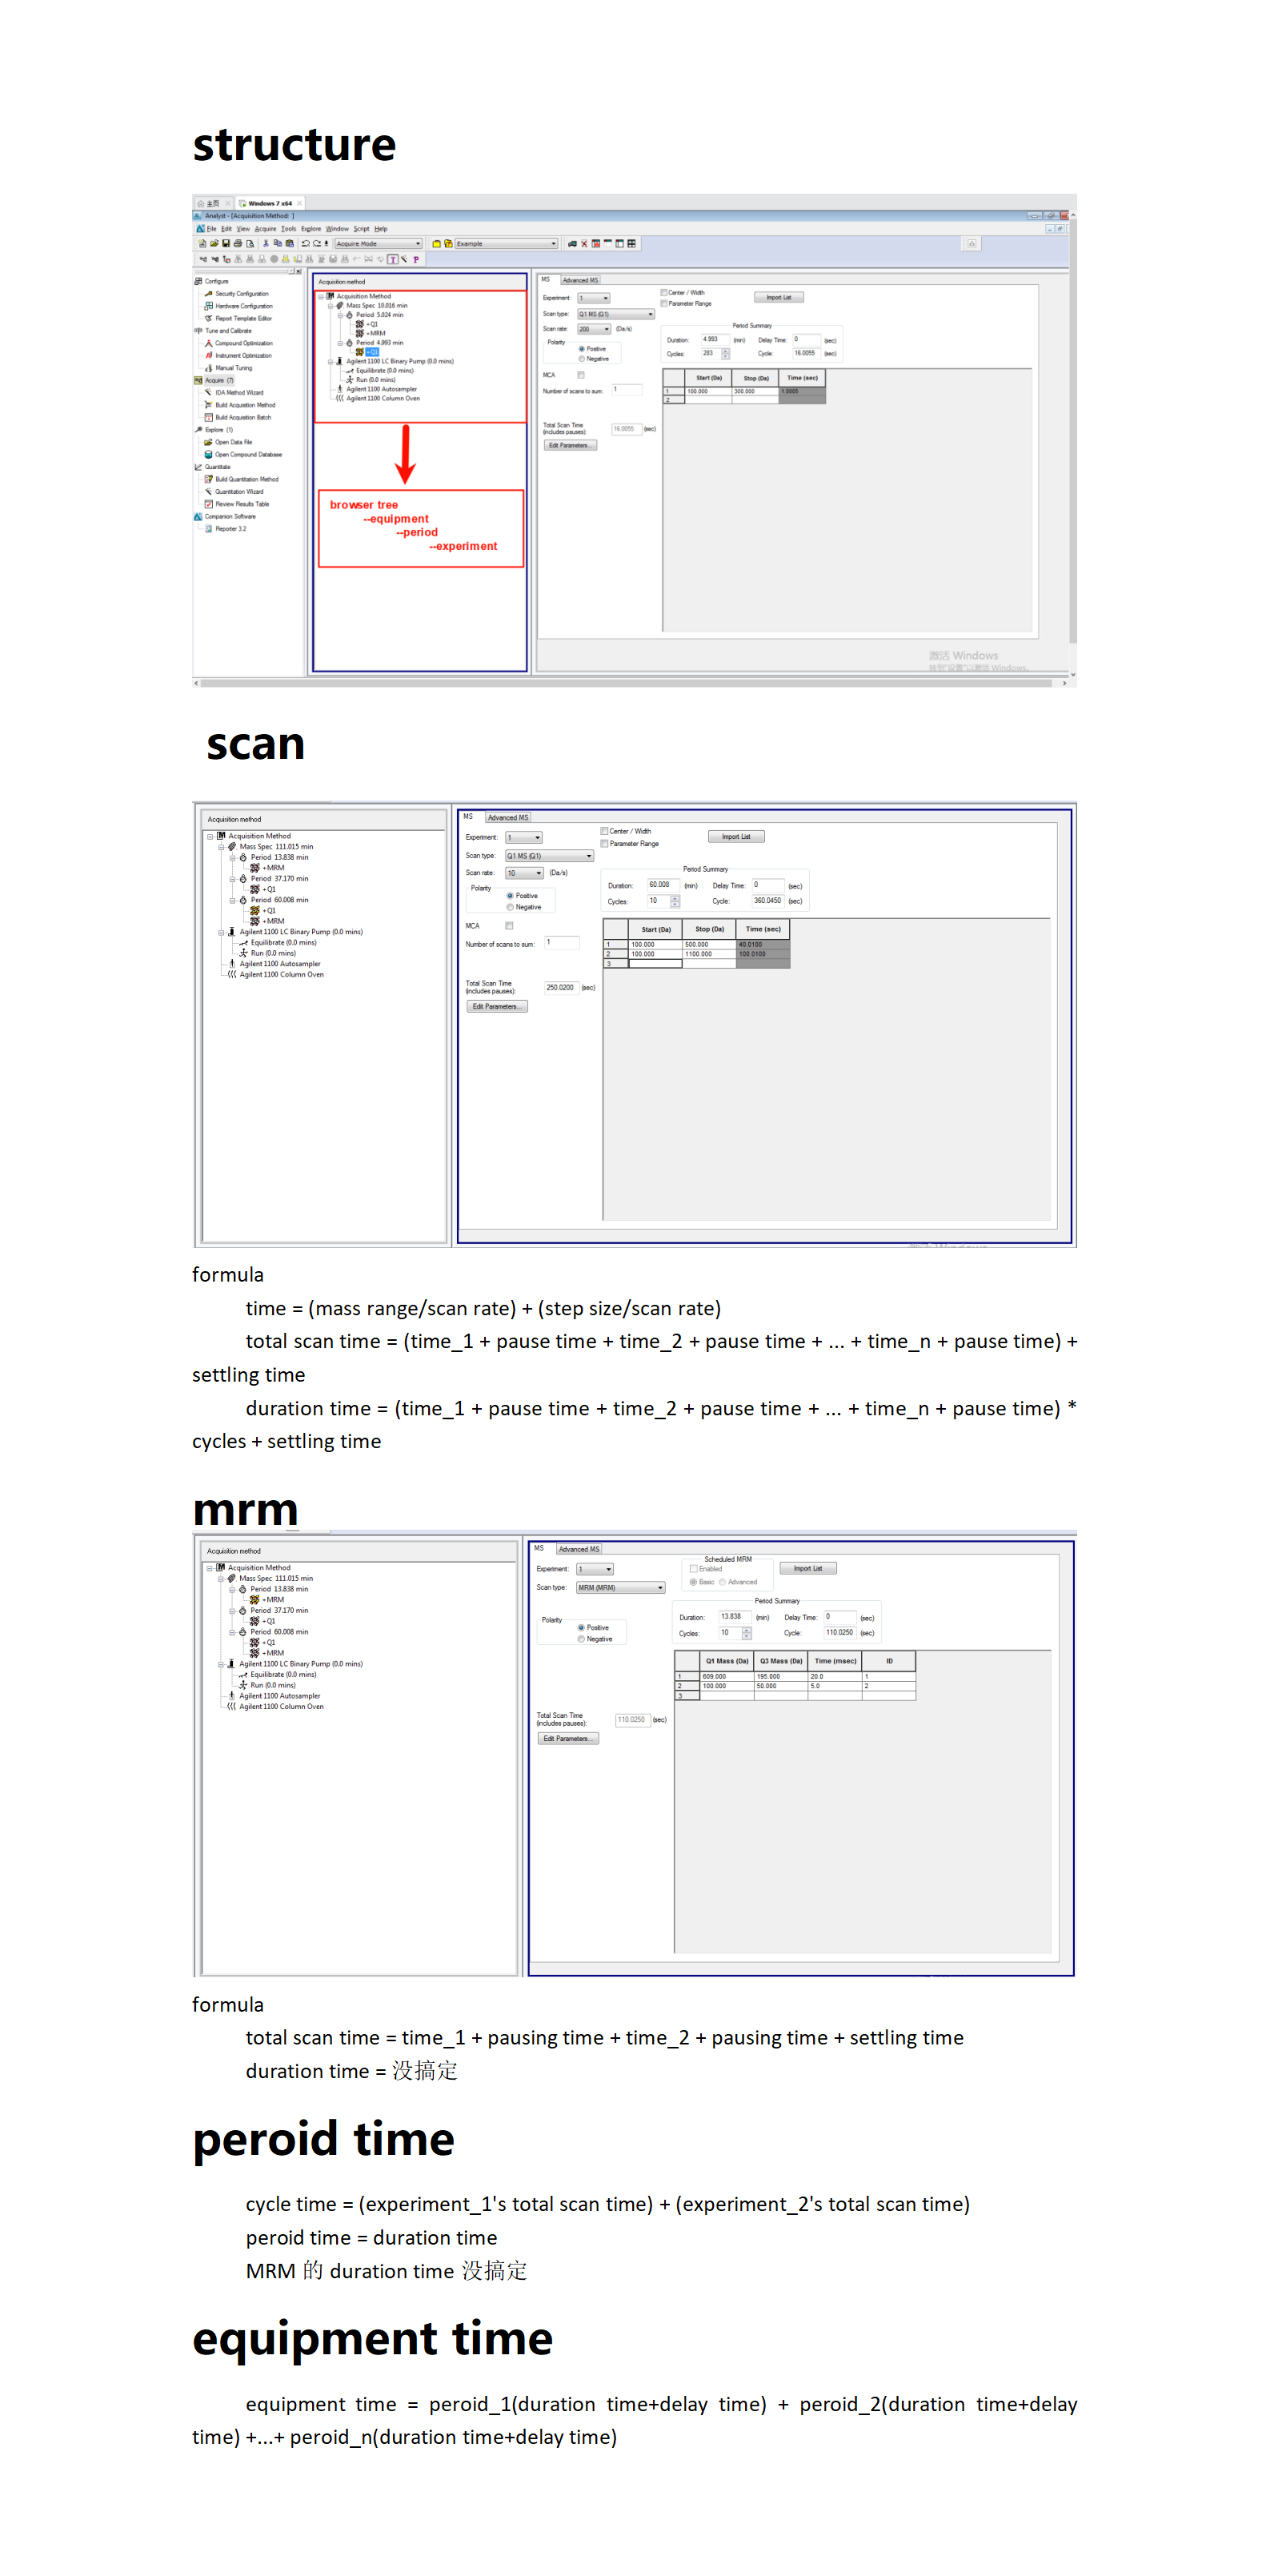 structure
主页
Windows 7 x64
Analyst - [Acquisition Method: ]
File Edit View Acquire Tools Explore Window Script Help
Acquire Mode
Example
Configure
Security Configuration
Hardware Configuration
Report Template Editor
Tune and Calibrate
Compound Optimization
Instrument Optimization
Manual Tuning
Acquire (7)
IDA Method Wizard
Build Acquisition Method
Build Acquisition Batch
Explore (1)
Open Data File
Open Compound Database
Quantitate
Build Quantitation Method
Quantitation Wizard
Review Results Table
Companion Software
Reporter 3.2
Acquisition method
Acquisition Method
Mass Spec 10.016 min
Period 5.024 min
+Q1
+MRM
Period 4.993 min
+Q1
Agilent 1100 LC Binary Pump (0.0 mins)
Equilibrate (0.0 mins)
Run (0.0 mins)
Agilent 1100 Autosampler
Agilent 1100 Column Oven
browser tree
--equipment
--period
--experiment
MS Advanced MS
Experiment: 1
Scan type: Q1 MS (Q1)
Scan rate: 200 (Da/s)
Polarity
Positive
Negative
MCA
Number of scans to sum: 1
Total Scan Time
(includes pauses): 16.0055 (sec)
Edit Parameters...
Center / Width
Parameter Range
Import List
Period Summary
Duration: 4.993 (min) Delay Time: 0 (sec)
Cycles: 283 Cycle: 16.0055 (sec)
Start (Da) Stop (Da) Time (sec)
1 100.000 300.000 1.0005
2
激活 Windows
转到"设置"以激活 Windows。
scan
Acquisition method
Acquisition Method
Mass Spec 111.015 min
Period 13.838 min
+MRM
Period 37.170 min
+Q1
Period 60.008 min
+Q1
+MRM
Agilent 1100 LC Binary Pump (0.0 mins)
Equilibrate (0.0 mins)
Run (0.0 mins)
Agilent 1100 Autosampler
Agilent 1100 Column Oven
MS Advanced MS
Experiment: 1
Scan type: Q1 MS (Q1)
Scan rate: 10 (Da/s)
Polarity
Positive
Negative
MCA
Number of scans to sum: 1
Total Scan Time
(includes pauses): 250.0200 (sec)
Edit Parameters...
Center / Width
Parameter Range
Import List
Period Summary
Duration: 60.008 (min) Delay Time: 0 (sec)
Cycles: 10 Cycle: 360.0450 (sec)
Start (Da) Stop (Da) Time (sec)
1 100.000 500.000 40.0100
2 100.000 1100.000 100.0100
3
formula
time = (mass range/scan rate) + (step size/scan rate)
total scan time = (time_1 + pause time + time_2 + pause time + ... + time_n + pause time) +
settling time
duration time = (time_1 + pause time + time_2 + pause time + ... + time_n + pause time) *
cycles + settling time
mrm
Acquisition method
Acquisition Method
Mass Spec 111.015 min
Period 13.838 min
+MRM
Period 37.170 min
+Q1
Period 60.008 min
+Q1
+MRM
Agilent 1100 LC Binary Pump (0.0 mins)
Equilibrate (0.0 mins)
Run (0.0 mins)
Agilent 1100 Autosampler
Agilent 1100 Column Oven
MS Advanced MS
Experiment: 1
Scan type: MRM (MRM)
Polarity
Positive
Negative
Total Scan Time
(includes pauses): 110.0250 (sec)
Edit Parameters...
Scheduled MRM
Enabled
Basic Advanced
Import List
Period Summary
Duration: 13.838 (min) Delay Time: 0 (sec)
Cycles: 10 Cycle: 110.0250 (sec)
Q1 Mass (Da) Q3 Mass (Da) Time (msec) ID
1 609.000 195.000 20.0 1
2 100.000 50.000 5.0 2
3
formula
total scan time = time_1 + pausing time + time_2 + pausing time + settling time
duration time = 没搞定
peroid time
cycle time = (experiment_1's total scan time) + (experiment_2's total scan time)
peroid time = duration time
MRM 的 duration time 没搞定
equipment time
equipment time = peroid_1(duration time+delay time) + peroid_2(duration time+delay
time) +...+ peroid_n(duration time+delay time)